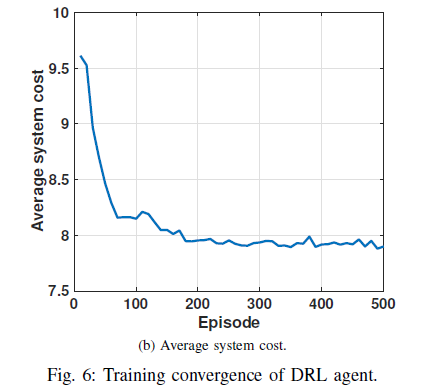 10
9.5
9
8.5
8
7.5
Average system cost
0 100 200 300 400 500
Episode
(b) Average system cost.
Fig. 6: Training convergence of DRL agent.